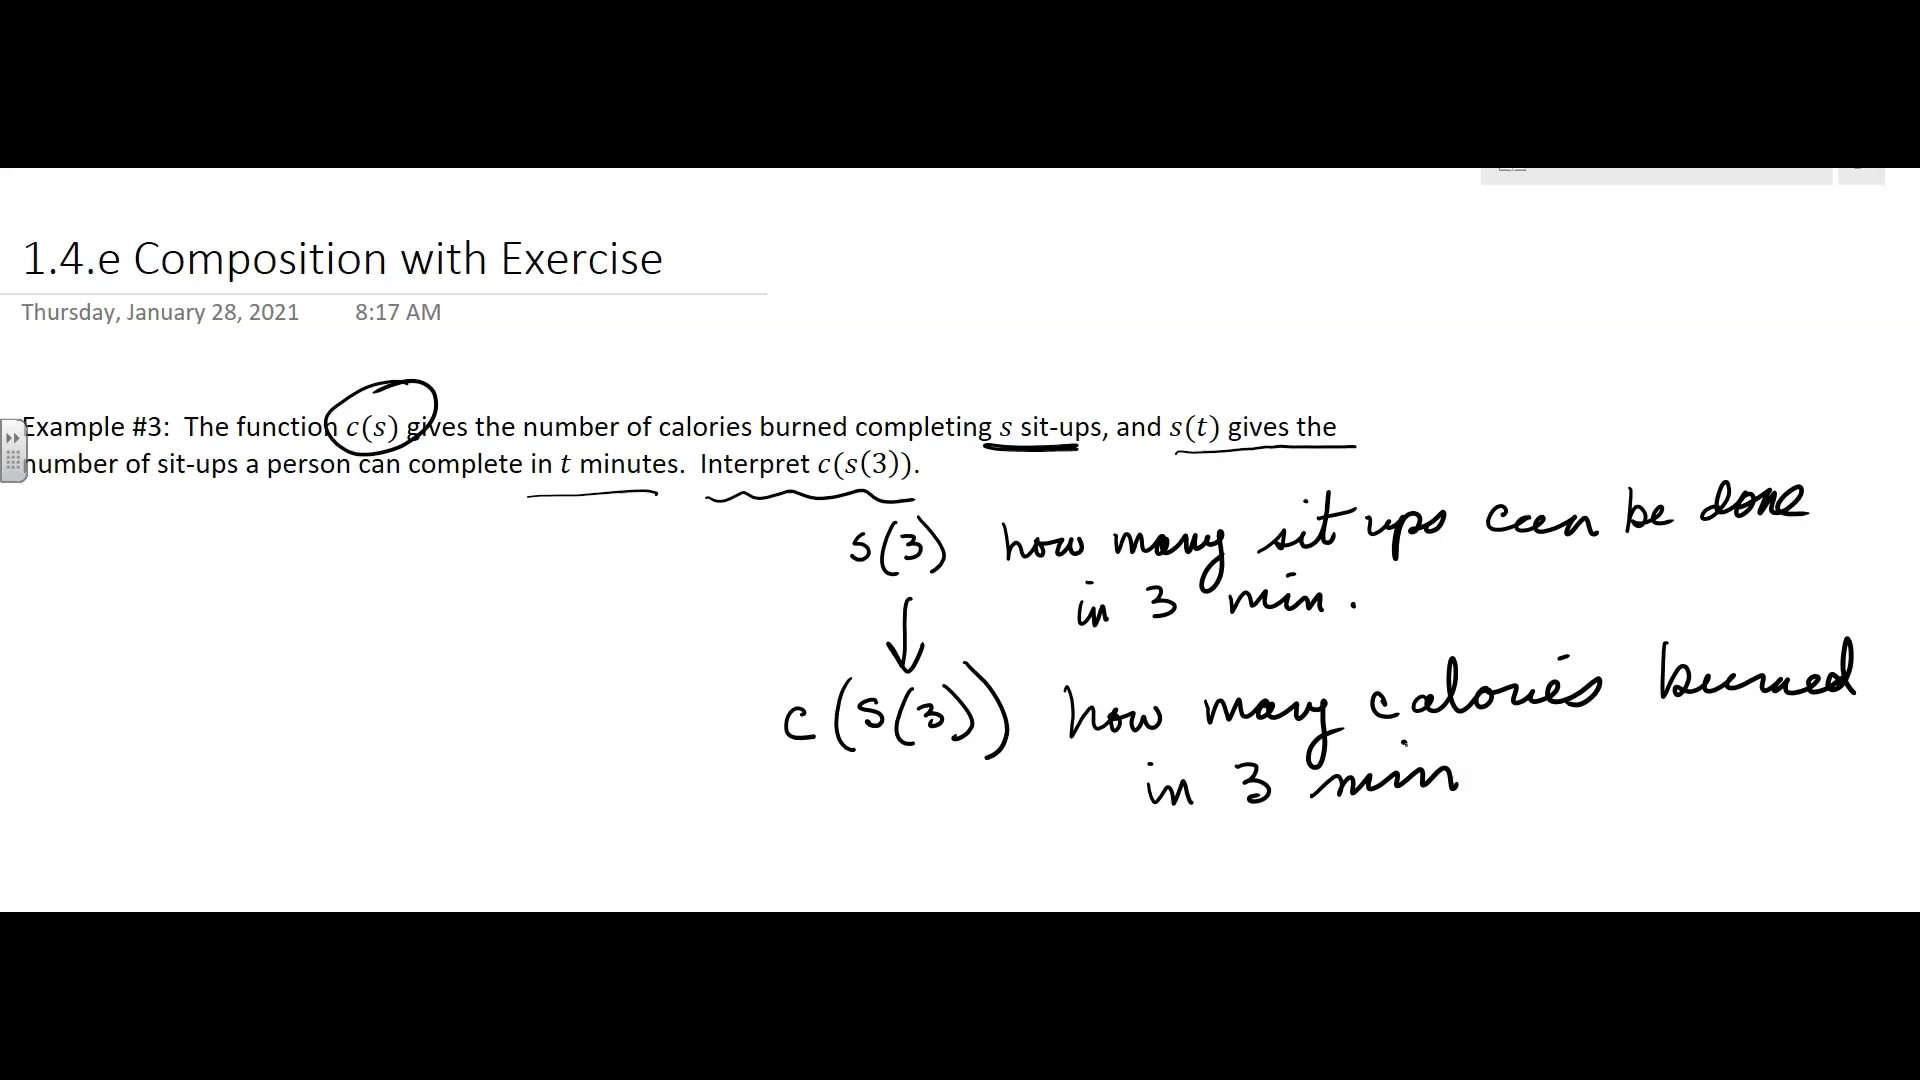 1.4.e Composition with Exercise
Thursday, January 28, 2021 8:17 AM
Example #3: The function c(s) gives the number of calories burned completing s sit-ups, and s(t) gives the
number of sit-ups a person can complete in t minutes. Interpret c(s(3)).
s(3) how many sit ups can be done
in 3 min.
c(s(3)) how many calories burned
in 3 min